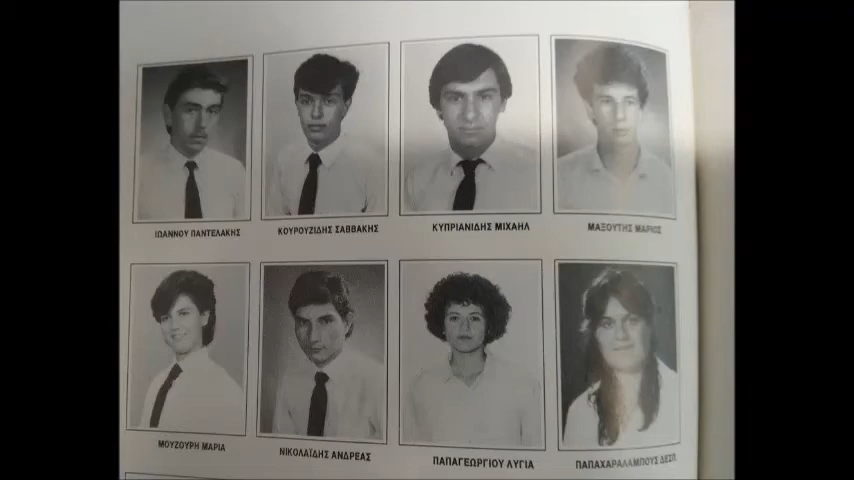 ΙΩΑΝΝΟΥ ΠΑΝΤΕΛΑΚΗΣ
ΚΟΥΡΟΥΖΙΔΗΣ ΣΑΒΒΑΚΗΣ
ΚΥΠΡΙΑΝΙΔΗΣ ΜΙΧΑΗΛ
ΜΑΞΟΥΤΗΣ ΜΑΡΙΟΣ
ΜΟΥΖΟΥΡΗ ΜΑΡΙΑ
ΝΙΚΟΛΑΪΔΗΣ ΑΝΔΡΕΑΣ
ΠΑΠΑΓΕΩΡΓΙΟΥ ΛΥΓΙΑ
ΠΑΠΑΧΑΡΑΛΑΜΠΟΥΣ ΔΕΣΠ.